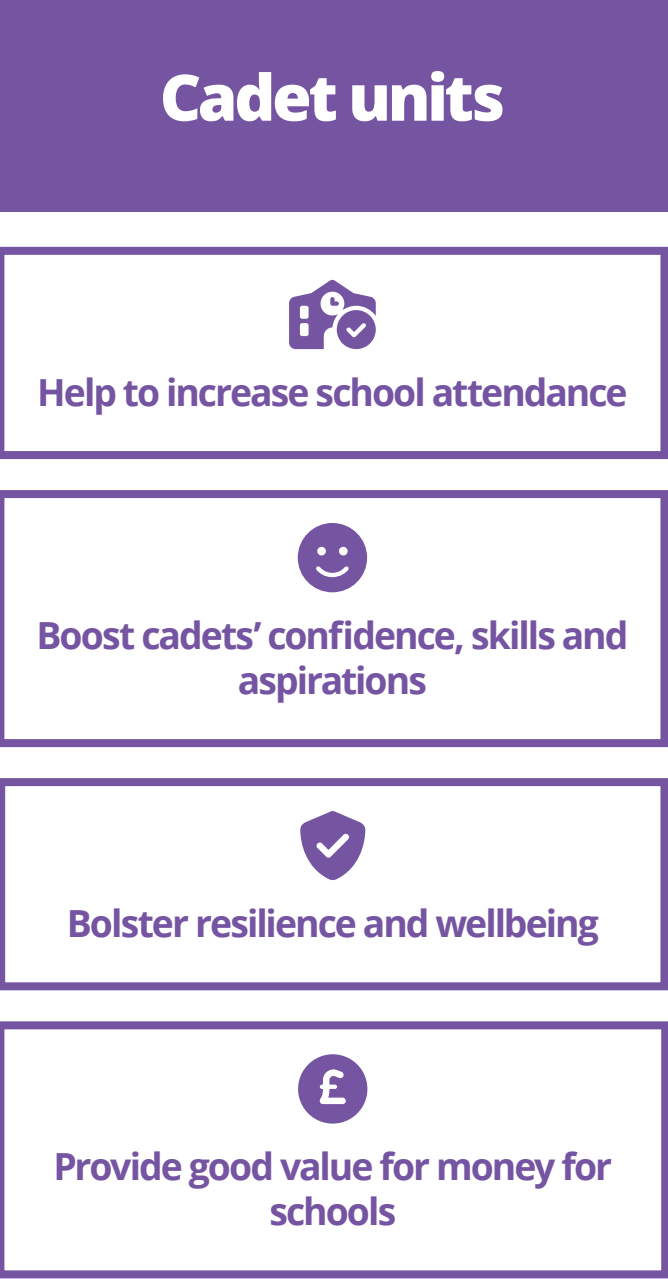 Cadet units
Help to increase school attendance
Boost cadets’ confidence, skills and
aspirations
Bolster resilience and wellbeing
£
Provide good value for money for
schools